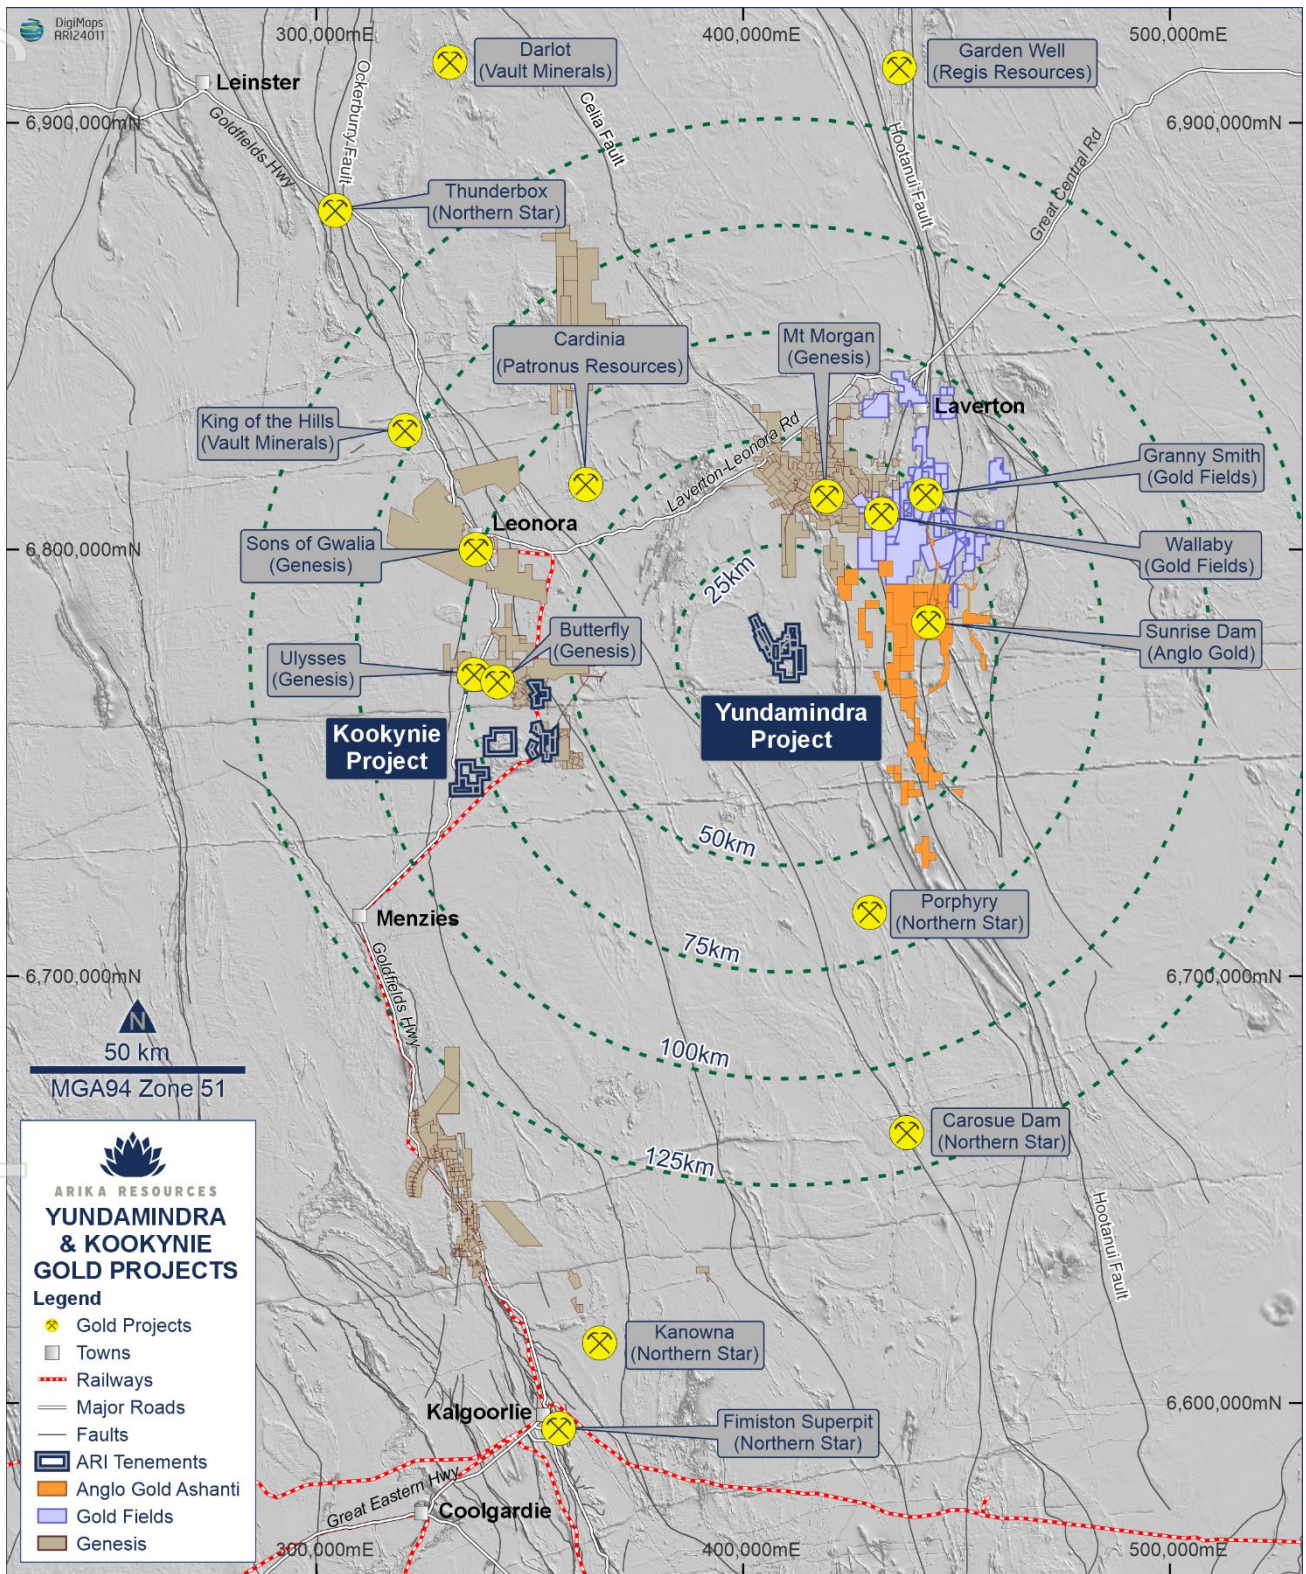 DigiMaps
ARI24011
300,000mE
400,000mE
500,000mE
Darlot
(Vault Minerals)
Garden Well
(Regis Resources)
Leinster
Ockerburry Fault
Celia Fault
Hootanui Fault
Great Central Rd
6,900,000mN
6,900,000mN
Goldfields Hwy
Thunderbox
(Northern Star)
Cardinia
(Patronus Resources)
Mt Morgan
(Genesis)
King of the Hills
(Vault Minerals)
Laverton
Laverton-Leonora Rd
Granny Smith
(Gold Fields)
Leonora
6,800,000mN
Sons of Gwalia
(Genesis)
Wallaby
(Gold Fields)
25km
Butterfly
(Genesis)
Sunrise Dam
(Anglo Gold)
Ulysses
(Genesis)
Kookynie
Project
Yundamindra
Project
50km
Menzies
Porphyry
(Northern Star)
75km
Goldfields Hwy
6,700,000mN
6,700,000mN
N
50 km
MGA94 Zone 51
100km
Carosue Dam
(Northern Star)
125km
Hootanui Fault
ARIKA RESOURCES
YUNDAMINDRA
& KOOKYNIE
GOLD PROJECTS
Legend
Gold Projects
Towns
Railways
Major Roads
Faults
ARI Tenements
Anglo Gold Ashanti
Gold Fields
Genesis
Kanowna
(Northern Star)
Kalgoorlie
6,600,000mN
Fimiston Superpit
(Northern Star)
Great Eastern Hwy
Coolgardie
300,000mE
400,000mE
500,000mE